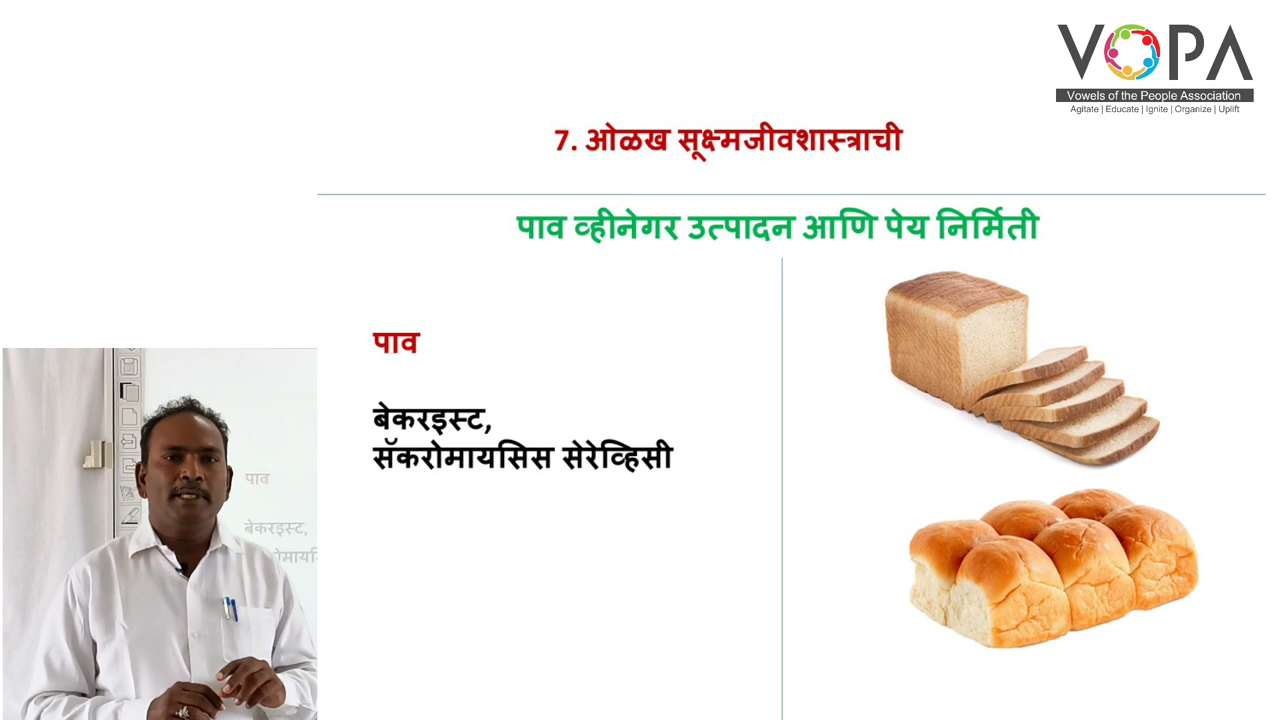 VOPA
Vowels of the People Association
Agitate | Educate | Ignite | Organize | Uplift
7. ओळख सूक्ष्मजीवशास्त्राची
पाव व्हीनेगर उत्पादन आणि पेय निर्मिती
पाव
बेकरइस्ट,
सॅकरोमायसिस सेरेव्हिसी
पाव
बेकरइस्ट,